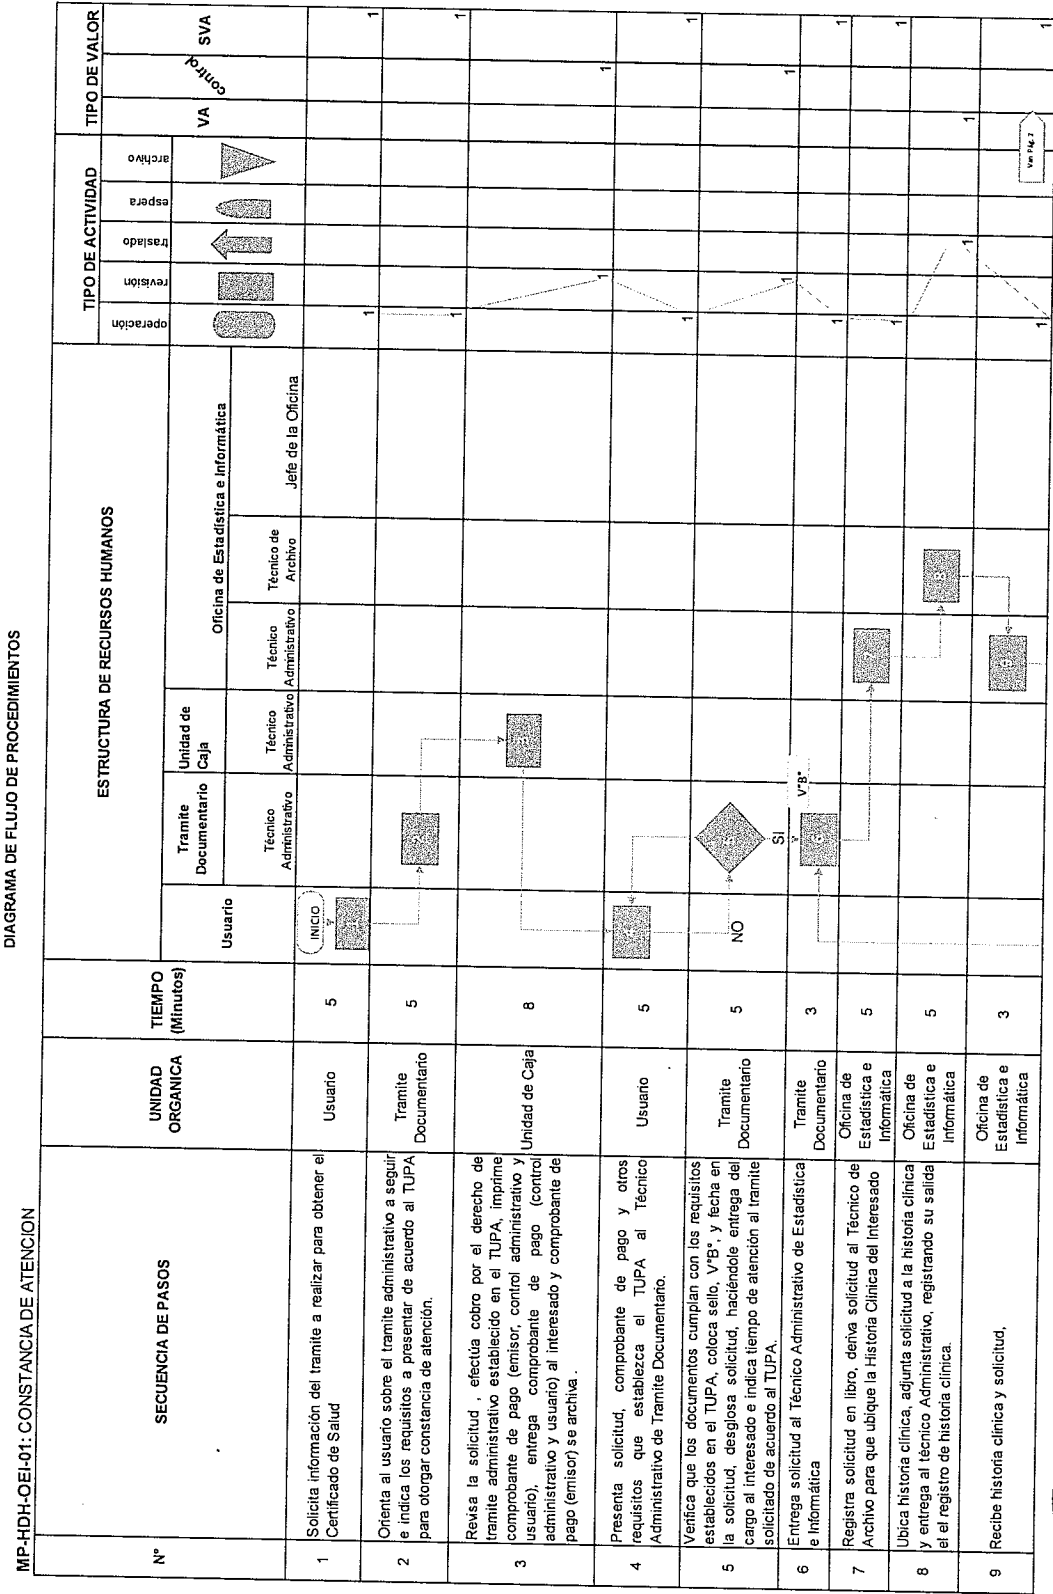 DIAGRAMA DE FLUJO DE PROCEDIMIENTOS
MP-HDH-OEI-01: CONSTANCIA DE ATENCION
N°
SECUENCIA DE PASOS
UNIDAD
ORGANICA
TIEMPO
(Minutos)
ESTRUCTURA DE RECURSOS HUMANOS
Usuario
Tramite
Documentario
Técnico
Administrativo
Unidad de
Caja
Técnico
Administrativo
Oficina de Estadística e Informática
Técnico
Administrativo
Técnico de
Archivo
Jefe de la Oficina
TIPO DE ACTIVIDAD
operación
revisión
traslado
espera
archivo
TIPO DE VALOR
VA
control
SVA
1
Solicita información del tramite a realizar para obtener el
Certificado de Salud
Usuario
5
INICIO
1
1
1
2
Orienta al usuario sobre el tramite administrativo a seguir
e indica los requisitos a presentar de acuerdo al TUPA
para otorgar constancia de atención.
Tramite
Documentario
5
2
1
1
3
Revisa la solicitud , efectúa cobro por el derecho de
tramite administrativo establecido en el TUPA, imprime
comprobante de pago (emisor, control administrativo y
usuario), entrega comprobante de pago (control
administrativo y usuario) al interesado y comprobante de
pago (emisor) se archiva.
Unidad de Caja
8
3
1
1
4
Presenta solicitud, comprobante de pago y otros
requisitos que establezca el TUPA al Técnico
Administrativo de Tramite Documentario.
Usuario
5
4
1
1
5
Verifica que los documentos cumplan con los requisitos
establecidos en el TUPA, coloca sello, V°B°, y fecha en
la solicitud, desglosa solicitud, haciéndole entrega del
cargo al interesado e indica tiempo de atención al tramite
solicitado de acuerdo al TUPA.
Tramite
Documentario
5
NO
5
SI
1
1
6
Entrega solicitud al Técnico Administrativo de Estadística
e Informática
Tramite
Documentario
3
6
V°B°
1
1
7
Registra solicitud en libro, deriva solicitud al Técnico de
Archivo para que ubique la Historia Clínica del Interesado
Oficina de
Estadística e
Informática
5
7
1
1
8
Ubica historia clínica, adjunta solicitud a la historia clínica
y entrega al técnico Administrativo, registrando su salida
el el registro de historia clínica.
Oficina de
Estadística e
Informática
5
8
1
1
9
Recibe historia clínica y solicitud,
Oficina de
Estadística e
Informática
3
9
1
1
Van Pág. 2